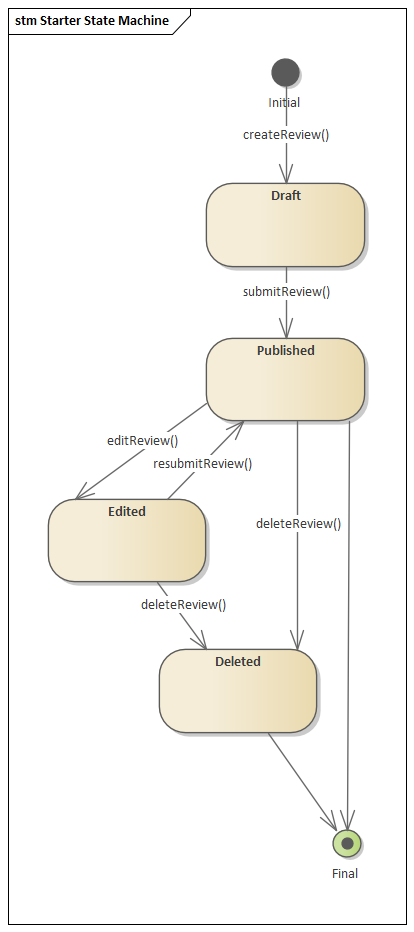 stm Starter State Machine
Initial
createReview()
Draft
submitReview()
Published
editReview()
resubmitReview()
Edited
deleteReview()
deleteReview()
Deleted
Final